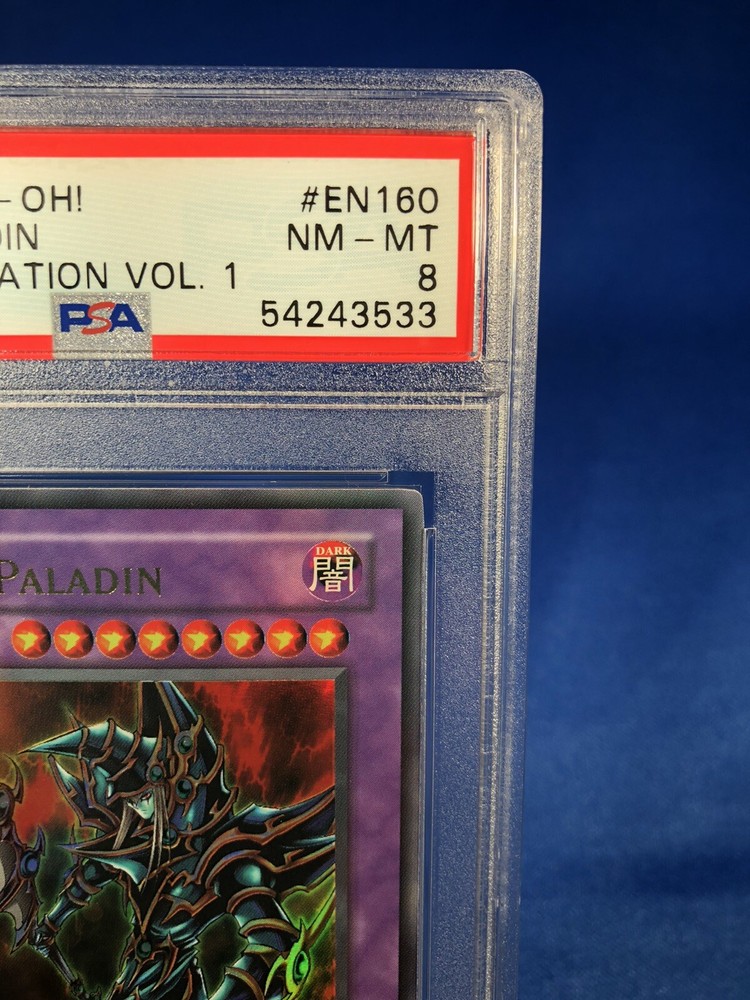 -OH! #EN160
DIN NM-MT
ATION VOL. 1 8
PSA 54243533
PALADIN
DARK
闇